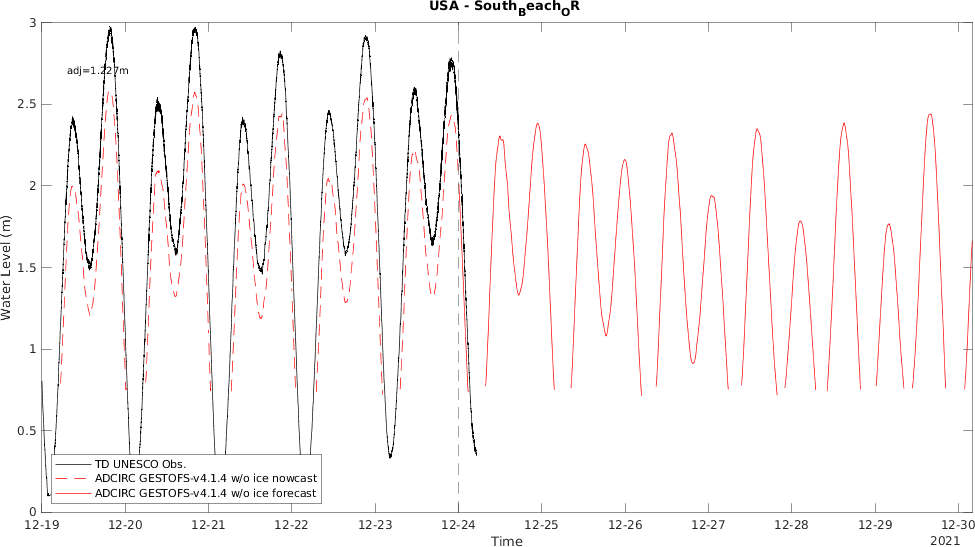 USA - SouthBeachOR
adj=1.227m
Water Level (m)
3
2.5
2
1.5
1
0.5
0
TD UNESCO Obs.
ADCIRC GESTOFS-v4.1.4 w/o ice nowcast
ADCIRC GESTOFS-v4.1.4 w/o ice forecast
12-19 12-20 12-21 12-22 12-23 12-24 12-25 12-26 12-27 12-28 12-29 12-30
Time
2021